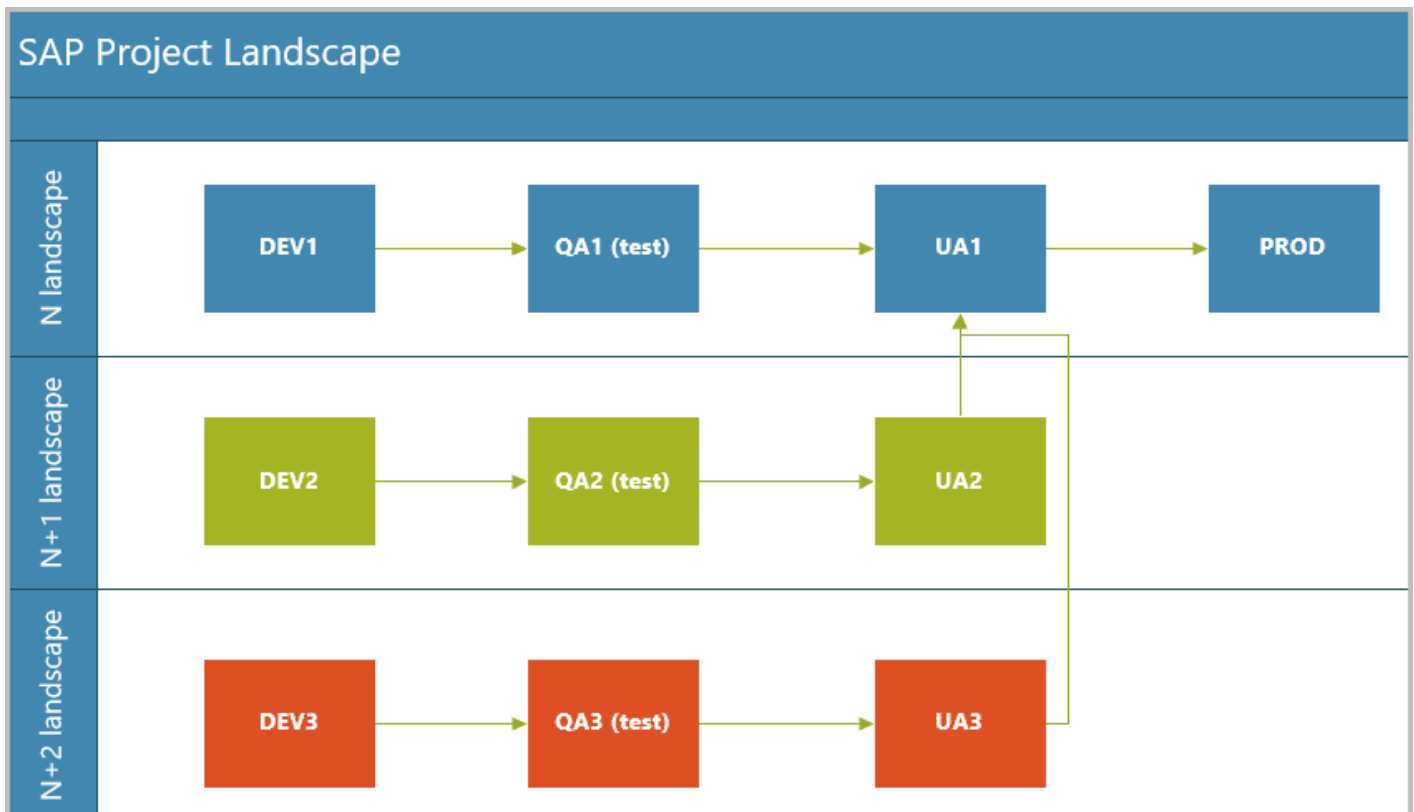 SAP Project Landscape
N landscape
DEV1
QA1 (test)
UA1
PROD
N+1 landscape
DEV2
QA2 (test)
UA2
N+2 landscape
DEV3
QA3 (test)
UA3